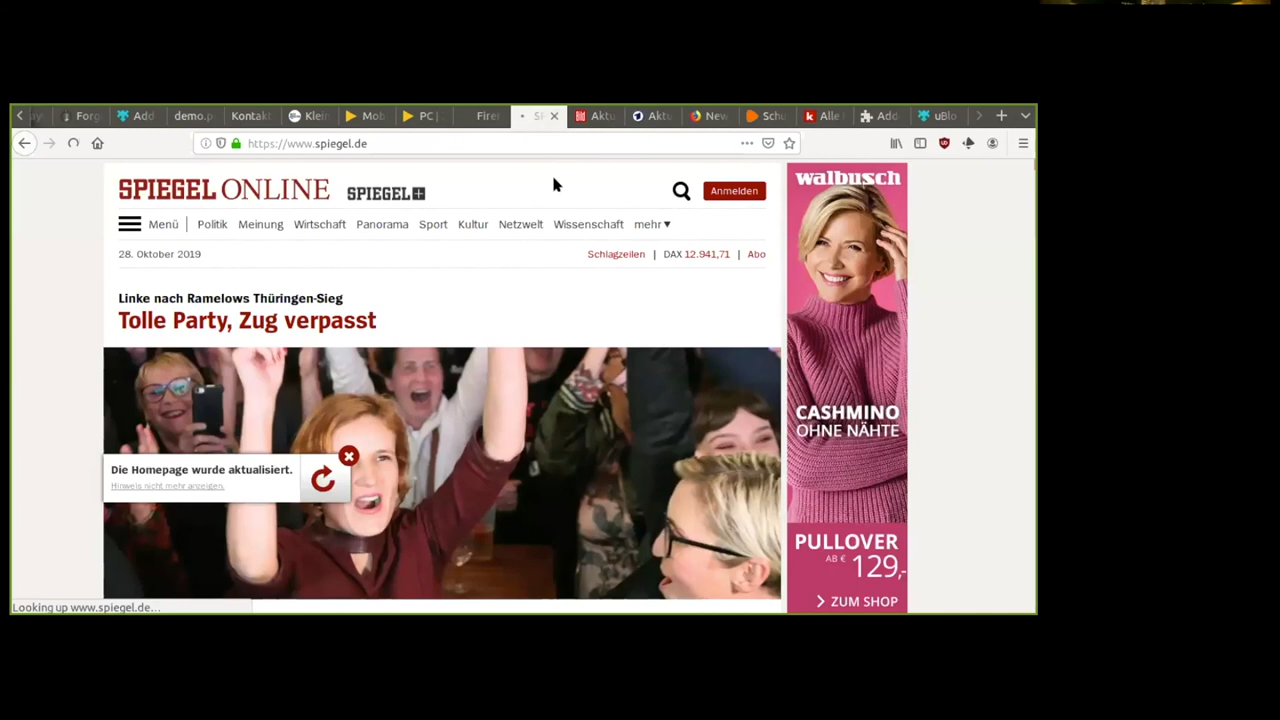 Forg
Add
demo.p
Kontakt
Klein
Mob
PC |
Firer
Sp
Aktu
Aktu
New
Schu
Alle
Add
uBlo
https://www.spiegel.de
SPIEGEL ONLINE SPIEGEL+
Anmelden
Menü | Politik Meinung Wirtschaft Panorama Sport Kultur Netzwelt Wissenschaft mehr▼
28. Oktober 2019
Schlagzeilen | DAX 12.941,71 | Abo
Linke nach Ramelows Thüringen-Sieg
Tolle Party, Zug verpasst
Die Homepage wurde aktualisiert.
Hinweis nicht mehr anzeigen.
Looking up www.spiegel.de…
walbusch
CASHMINO
OHNE NÄHTE
PULLOVER
AB € 129,-
ZUM SHOP